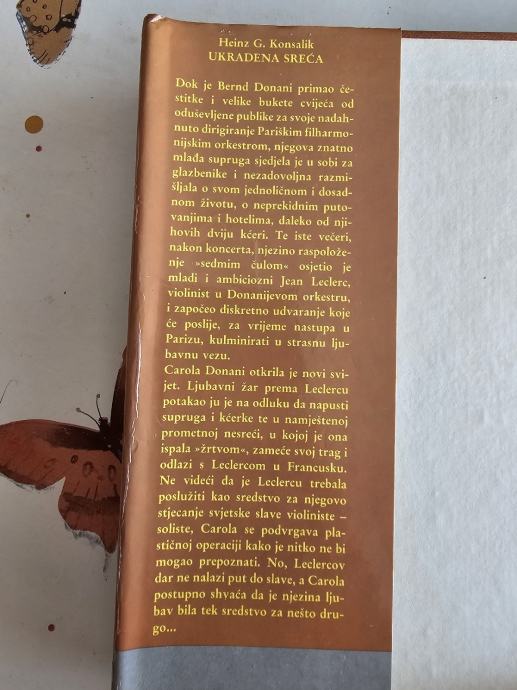 Heinz G. Konsalik
UKRADENA SREĆA
Dok je Bernd Donani primao če-
stitke i velike bukete cvijeća od
oduševljene publike za svoje nadah-
nuto dirigiranje Pariškim filharmo-
nijskim orkestrom, njegova znatno
mlađa supruga sjedjela je u sobi za
glazbenike i nezadovoljna razmi-
šljala o svom jednoličnom i dosad-
nom životu, o neprekidnim puto-
vanjima i hotelima, daleko od nji-
hovih dviju kćeri. Te iste večeri,
nakon koncerta, njezino raspolože-
nje »sedmim čulom« osjetio je
mladi i ambiciozni Jean Leclerc,
violinist u Donanijevom orkestru,
i započeo diskretno udvaranje koje
će poslije, za vrijeme nastupa u
Parizu, kulminirati u strasnu lju-
bavnu vezu.
Carola Donani otkrila je novi svi-
jet. Ljubavni žar prema Leclercu
potakao ju je na odluku da napusti
supruga i kćerke te u namještenoj
prometnoj nesreći, u kojoj je ona
ispala »žrtvom«, zameće svoj trag i
odlazi s Leclercom u Francusku.
Ne videći da je Leclercu trebala
poslužiti kao sredstvo za njegovo
stjecanje svjetske slave violiniste –
soliste, Carola se podvrgava pla-
stičnoj operaciji kako je nitko ne bi
mogao prepoznati. No, Leclercov
dar ne nalazi put do slave, a Carola
postupno shvaća da je njezina lju-
bav bila tek sredstvo za nešto dru-
go...